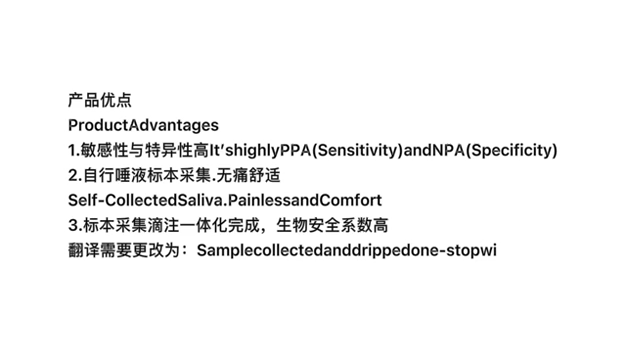 产品优点
ProductAdvantages
1.敏感性与特异性高It'shighlyPPA(Sensitivity)andNPA(Specificity)
2.自行唾液标本采集.无痛舒适
Self-CollectedSaliva.PainlessandComfort
3.标本采集滴注一体化完成，生物安全系数高
翻译需要更改为：Samplecollectedanddrippedone-stopwi